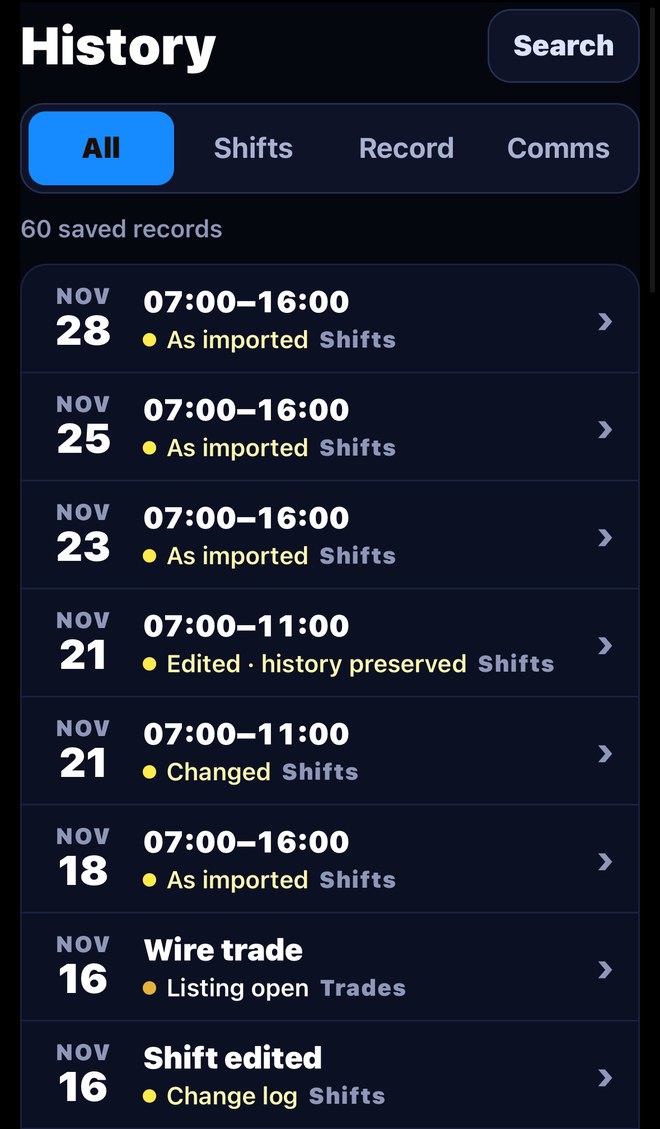 History
Search
All Shifts Record Comms
60 saved records
NOV 28
07:00–16:00
As imported Shifts
NOV 25
07:00–16:00
As imported Shifts
NOV 23
07:00–16:00
As imported Shifts
NOV 21
07:00–11:00
Edited · history preserved Shifts
NOV 21
07:00–11:00
Changed Shifts
NOV 18
07:00–16:00
As imported Shifts
NOV 16
Wire trade
Listing open Trades
NOV 16
Shift edited
Change log Shifts